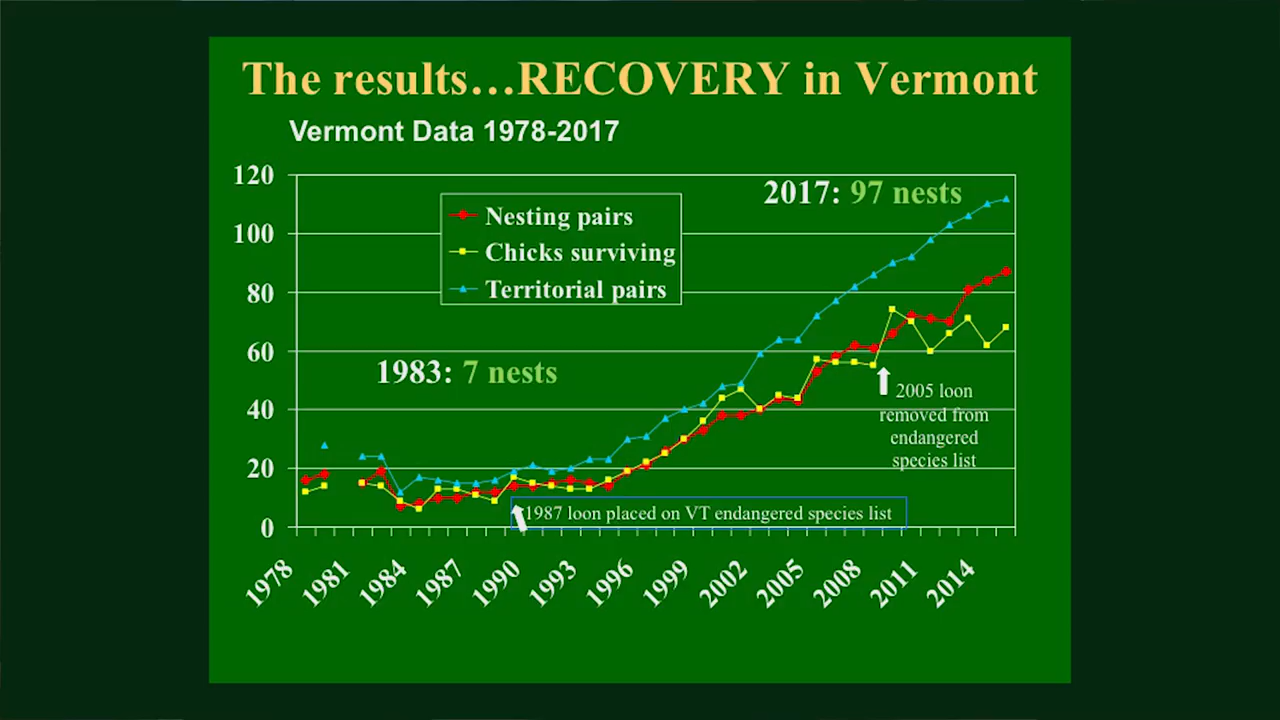 The results…RECOVERY in Vermont
Vermont Data 1978-2017
120
100
80
60
40
20
0
Nesting pairs
Chicks surviving
Territorial pairs
2017: 97 nests
1983: 7 nests
2005 loon
removed from
endangered
species list
1987 loon placed on VT endangered species list
1978
1981
1984
1987
1990
1993
1996
1999
2002
2005
2008
2011
2014